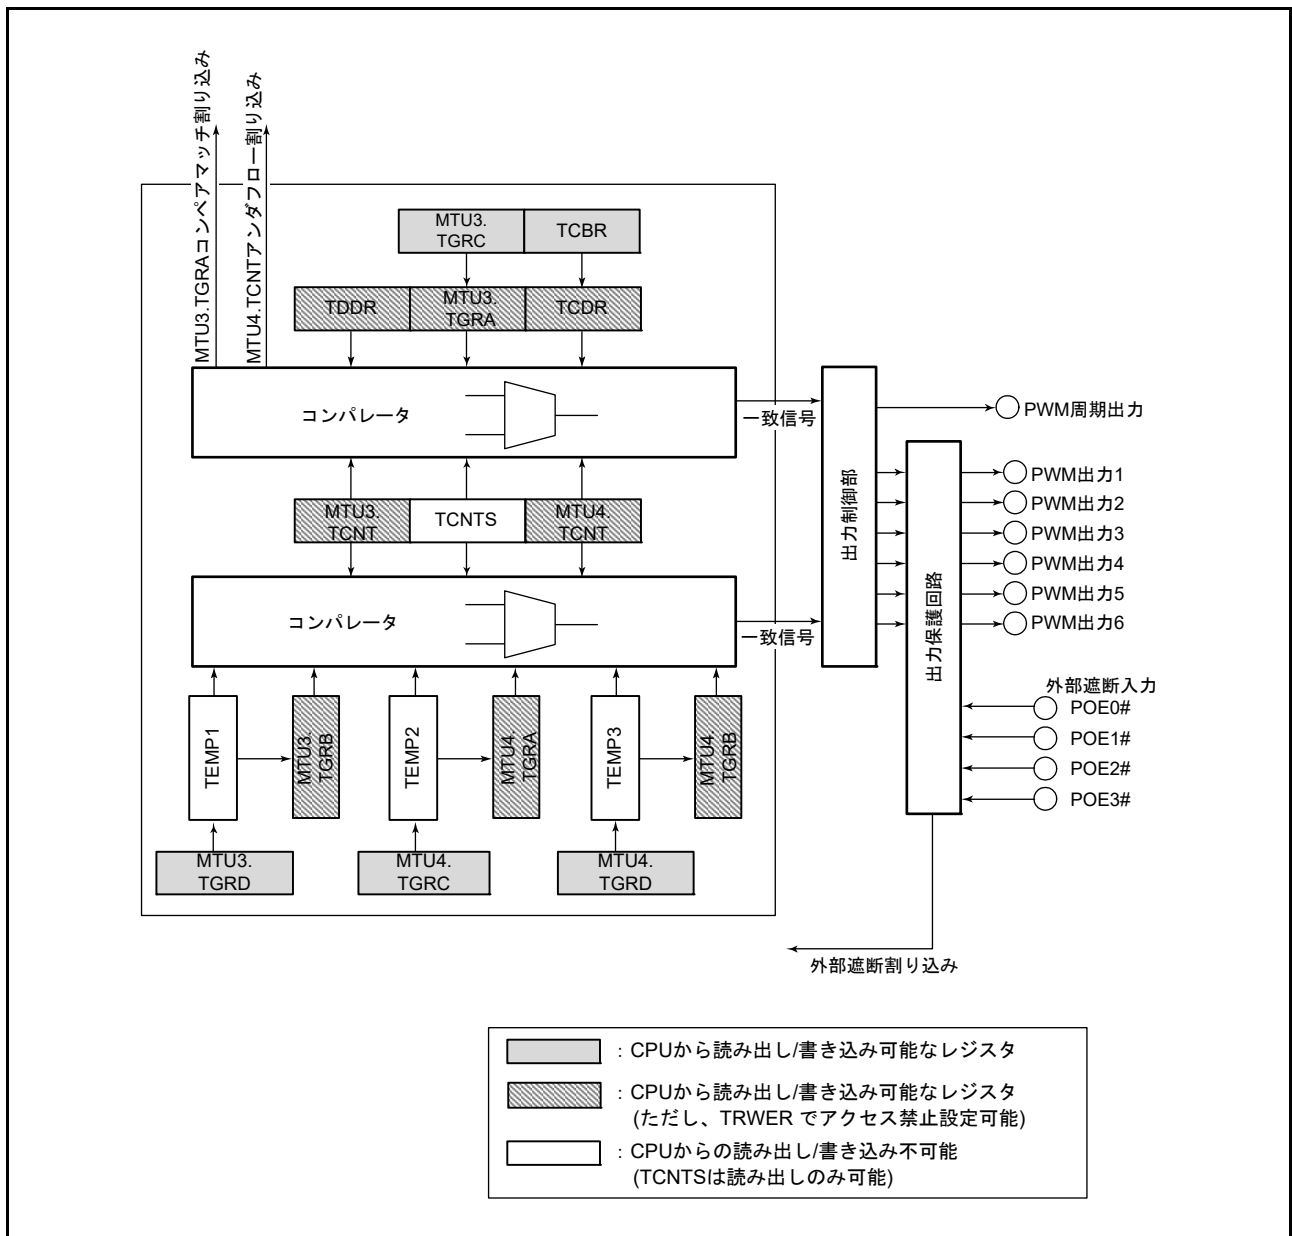 MTU3.TGRAコンペアマッチ割り込み
MTU4.TCNTアンダフロー割り込み
MTU3.
TGRC
TCBR
TDDR
MTU3.
TGRA
TCDR
コンパレータ
一致信号
MTU3.
TCNT
TCNTS
MTU4.
TCNT
コンパレータ
一致信号
TEMP1
MTU3.
TGRB
TEMP2
MTU4.
TGRA
TEMP3
MTU4.
TGRB
MTU3.
TGRD
MTU4.
TGRC
MTU4.
TGRD
出力制御部
出力保護回路
PWM周期出力
PWM出力1
PWM出力2
PWM出力3
PWM出力4
PWM出力5
PWM出力6
外部遮断入力
POE0#
POE1#
POE2#
POE3#
外部遮断割り込み
：CPUから読み出し/書き込み可能なレジスタ
：CPUから読み出し/書き込み可能なレジスタ
(ただし、TRWER でアクセス禁止設定可能)
：CPUからの読み出し/書き込み不可能
(TCNTSは読み出しのみ可能)